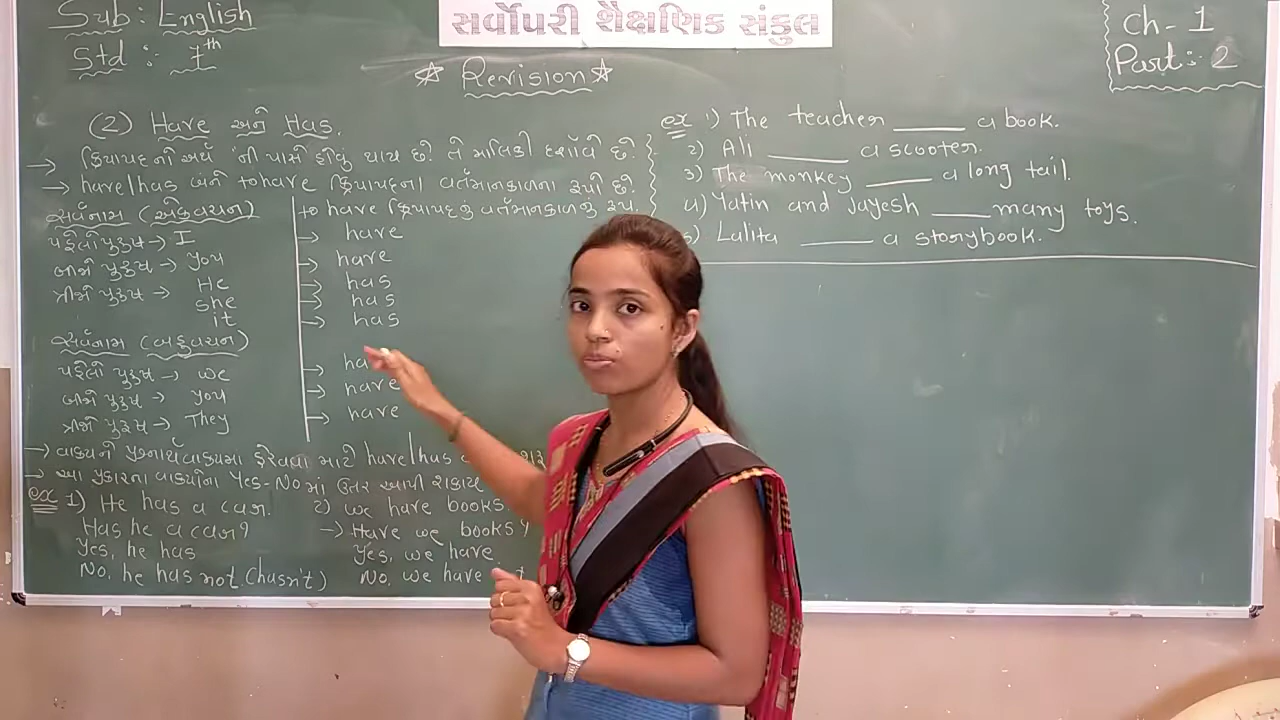 સર્વોપરી શૈક્ષણિક સંકુલ
Sub: English
Std : 7th
Ch - 1
Part : 2
Revision
(2) Have અને Has.
→ ક્રિયાપદનો અર્થ 'ની પાસે હોવું થાય છે. તે માલિકી દર્શાવે છે.
→ have/has બંને to have ક્રિયાપદના વર્તમાનકાળના રૂપો છે.
સર્વનામ (એકવચન)
to have ક્રિયાપદનું વર્તમાનકાળનું રૂપ.
પહેલો પુરુષ → I → have
બીજો પુરુષ → you → have
ત્રીજો પુરુષ → He → has
she → has
it → has
સર્વનામ (બહુવચન)
પહેલો પુરુષ → we →
બીજો પુરુષ → you → have
ત્રીજો પુરુષ → They → have
→ વાક્યને પ્રશ્નાર્થવાક્યમાં ફેરવવા માટે have/has
→ આ પ્રકારના વાક્યોના Yes-No માં ઉત્તર આપી શકાય
ex 1) He has a car.
Has he a car?
Yes, he has
No, he has not (hasn't)
2) we have books.
→ Have we books?
Yes, we have
No, we have
ex 1) The teacher ____ a book.
2) Ali ____ a scooter.
3) The monkey ____ a long tail.
4) Yatin and Jayesh ____ many toys.
5) Lalita ____ a storybook.